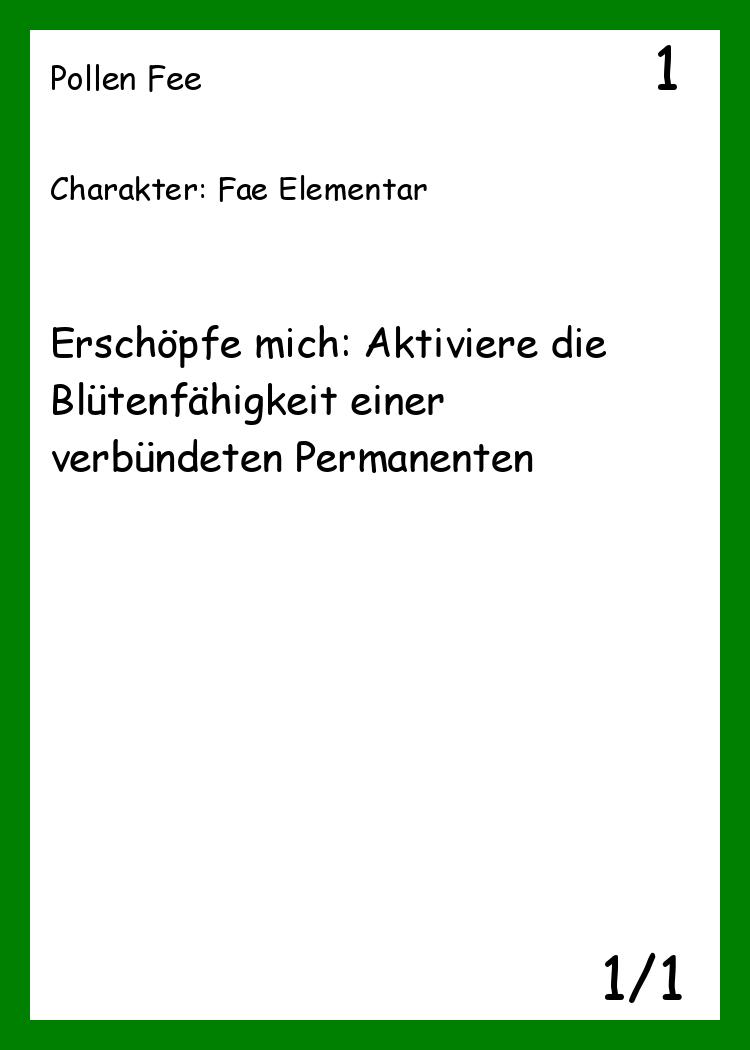 Pollen Fee
1
Charakter: Fae Elementar
Erschöpfe mich: Aktiviere die
Blütenfähigkeit einer
verbündeten Permanenten
1/1